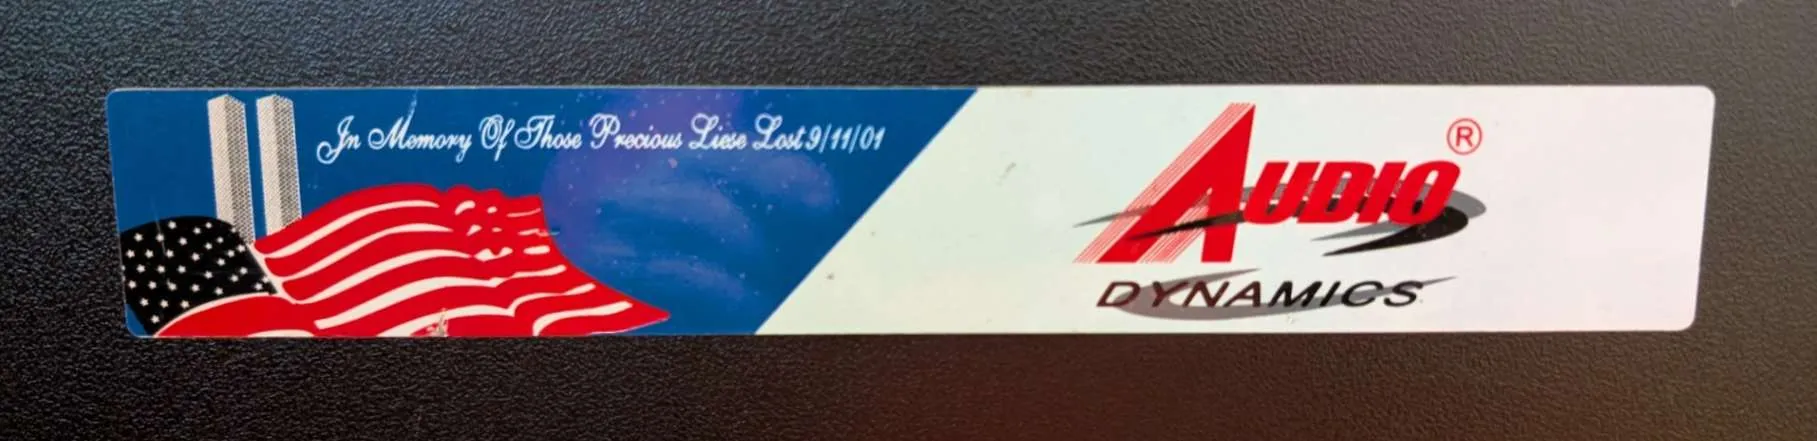 In Memory Of Those Precious Liese Lost 9/11/01
AUDIO®
DYNAMICS